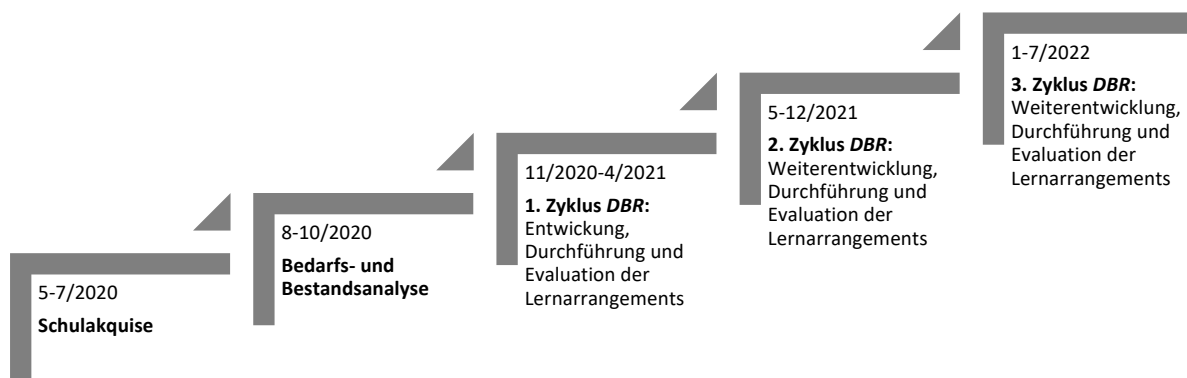 5-7/2020
Schulakquise
8-10/2020
Bedarfs- und
Bestandsanalyse
11/2020-4/2021
1. Zyklus DBR:
Entwickung,
Durchführung und
Evaluation der
Lernarrangements
5-12/2021
2. Zyklus DBR:
Weiterentwicklung,
Durchführung und
Evaluation der
Lernarrangements
1-7/2022
3. Zyklus DBR:
Weiterentwicklung,
Durchführung und
Evaluation der
Lernarrangements